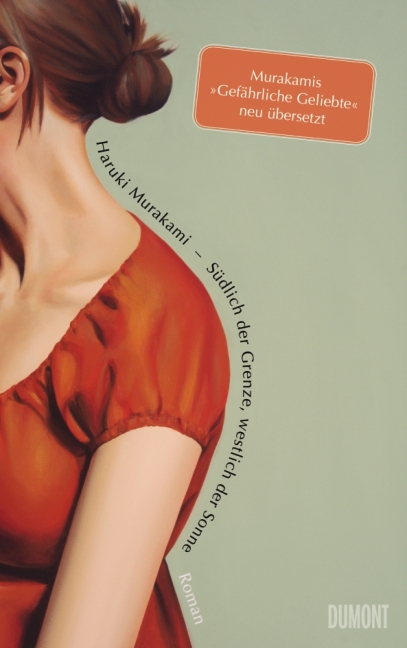 Murakamis
»Gefährliche Geliebte«
neu übersetzt
Haruki Murakami – Südlich der Grenze, westlich der Sonne
Roman
DUMONT